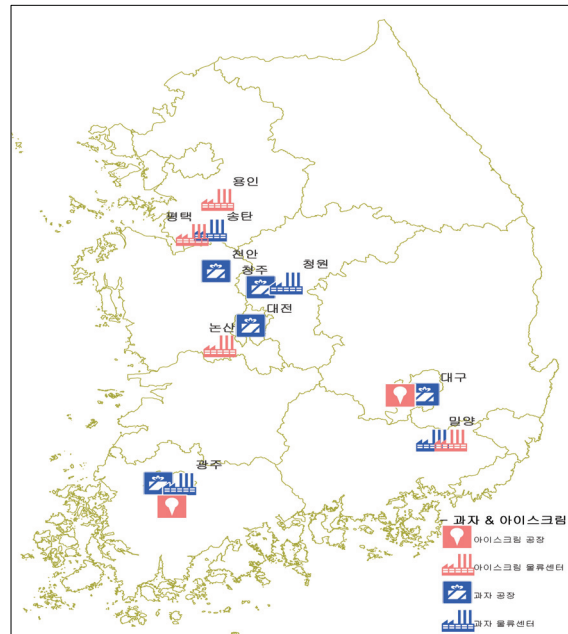 용인
평택
송탄
천안
청주
청원
대전
논산
대구
밀양
광주
- 과자 & 아이스크림
아이스크림 공장
아이스크림 물류센터
과자 공장
과자 물류센터